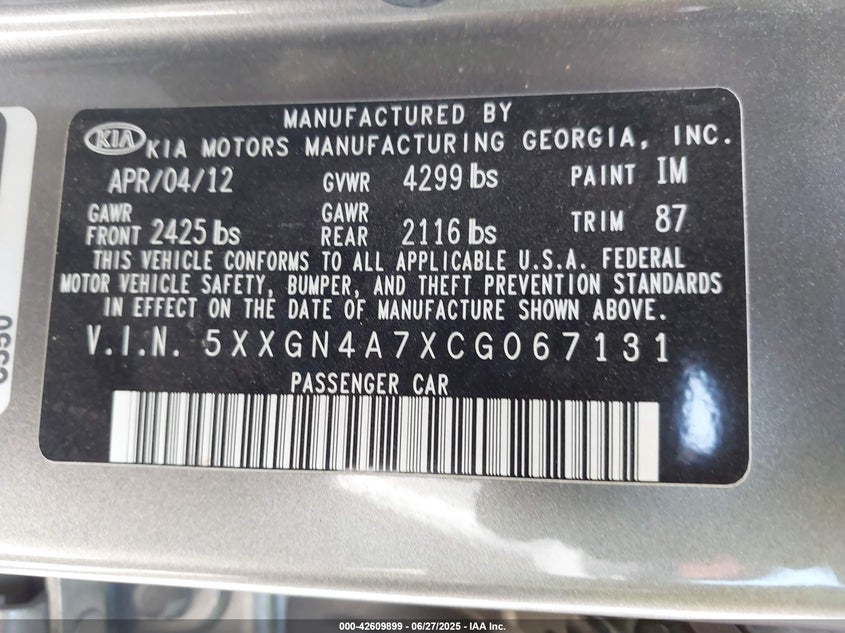 MANUFACTURED BY
KIA KIA MOTORS MANUFACTURING GEORGIA, INC.
APR/04/12 GVWR 4299 lbs PAINT IM
GAWR FRONT 2425 lbs GAWR REAR 2116 lbs TRIM 87
THIS VEHICLE CONFORMS TO ALL APPLICABLE U.S.A. FEDERAL
MOTOR VEHICLE SAFETY, BUMPER, AND THEFT PREVENTION STANDARDS
IN EFFECT ON THE DATE OF MANUFACTURE SHOWN ABOVE.
V.I.N. 5XXGN4A7XCG067131
PASSENGER CAR
000-42609899 - 06/27/2025 - IAA Inc.